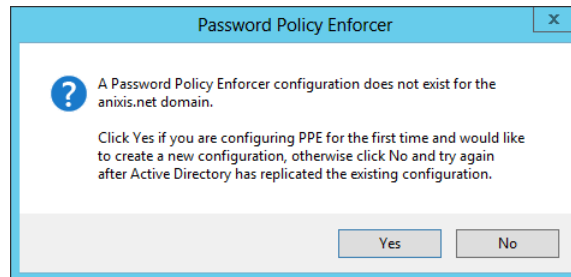 Password Policy Enforcer
x
?
A Password Policy Enforcer configuration does not exist for the
anixis.net domain.
Click Yes if you are configuring PPE for the first time and would like
to create a new configuration, otherwise click No and try again
after Active Directory has replicated the existing configuration.
Yes
No